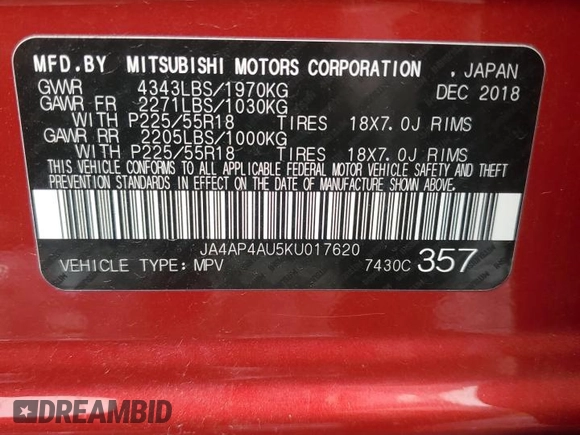 MFD.BY MITSUBISHI MOTORS CORPORATION , JAPAN
GVWR 4343LBS/1970KG DEC 2018
GAWR FR 2271LBS/1030KG
WITH P225/55R18 TIRES 18X7.0J RIMS
GAWR RR 2205LBS/1000KG
WITH P225/55R18 TIRES 18X7.0J RIMS
THIS VEHICLE CONFORMS TO ALL APPLICABLE FEDERAL MOTOR VEHICLE SAFETY AND THEFT
PREVENTION STANDARDS IN EFFECT ON THE DATE OF MANUFACTURE SHOWN ABOVE.
JA4AP4AU5KU017620
VEHICLE TYPE: MPV 7430C 357
DREAMBID